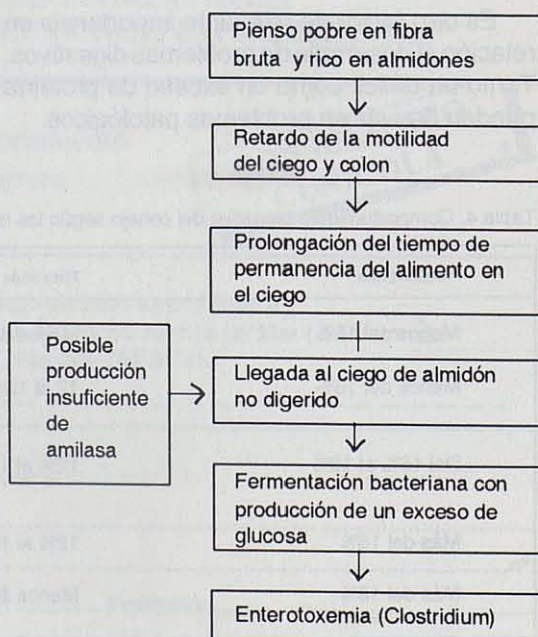 Pienso pobre en fibra
bruta y rico en almidones
Retardo de la motilidad
del ciego y colon
Prolongación del tiempo de
permanencia del alimento en
el ciego
Posible
producción
insuficiente
de
amilasa
Llegada al ciego de almidón
no digerido
Fermentación bacteriana con
producción de un exceso de
glucosa
Enterotoxemia (Clostridium)